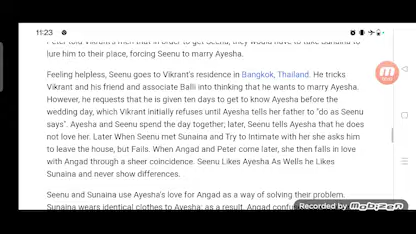 11:23
Peter told Vikrant's men that in order to get Seenu, they would have to take Sunaina to
lure him to their place, forcing Seenu to marry Ayesha.
Feeling helpless, Seenu goes to Vikrant's residence in Bangkok, Thailand. He tricks
Vikrant and his friend and associate Balli into thinking that he wants to marry Ayesha.
However, he requests that he is given ten days to get to know Ayesha before the
wedding day, which Vikrant initially refuses until Ayesha tells her father to "do as Seenu
says". Ayesha and Seenu spend the day together; later, Seenu tells Ayesha that he does
not love her. Later When Seenu met Sunaina and Try to Intimate with her she asks him
to leave the house, but Fails. When Angad and Peter come later, she then falls in love
with Angad through a sheer coincidence. Seenu Likes Ayesha As Wells he Likes
Sunaina and never show differences.
Seenu and Sunaina use Ayesha's love for Angad as a way of solving their problem.
Sunaina wears identical clothes to Ayesha; as a result, Angad confu
Recorded by Mobizen